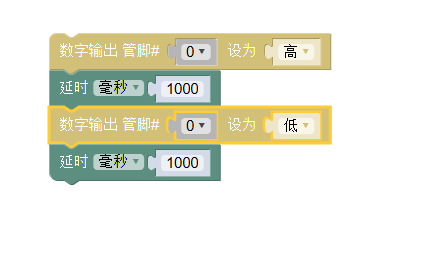 数字输出 管脚# 0 设为 高
延时 毫秒 1000
数字输出 管脚# 0 设为 低
延时 毫秒 1000